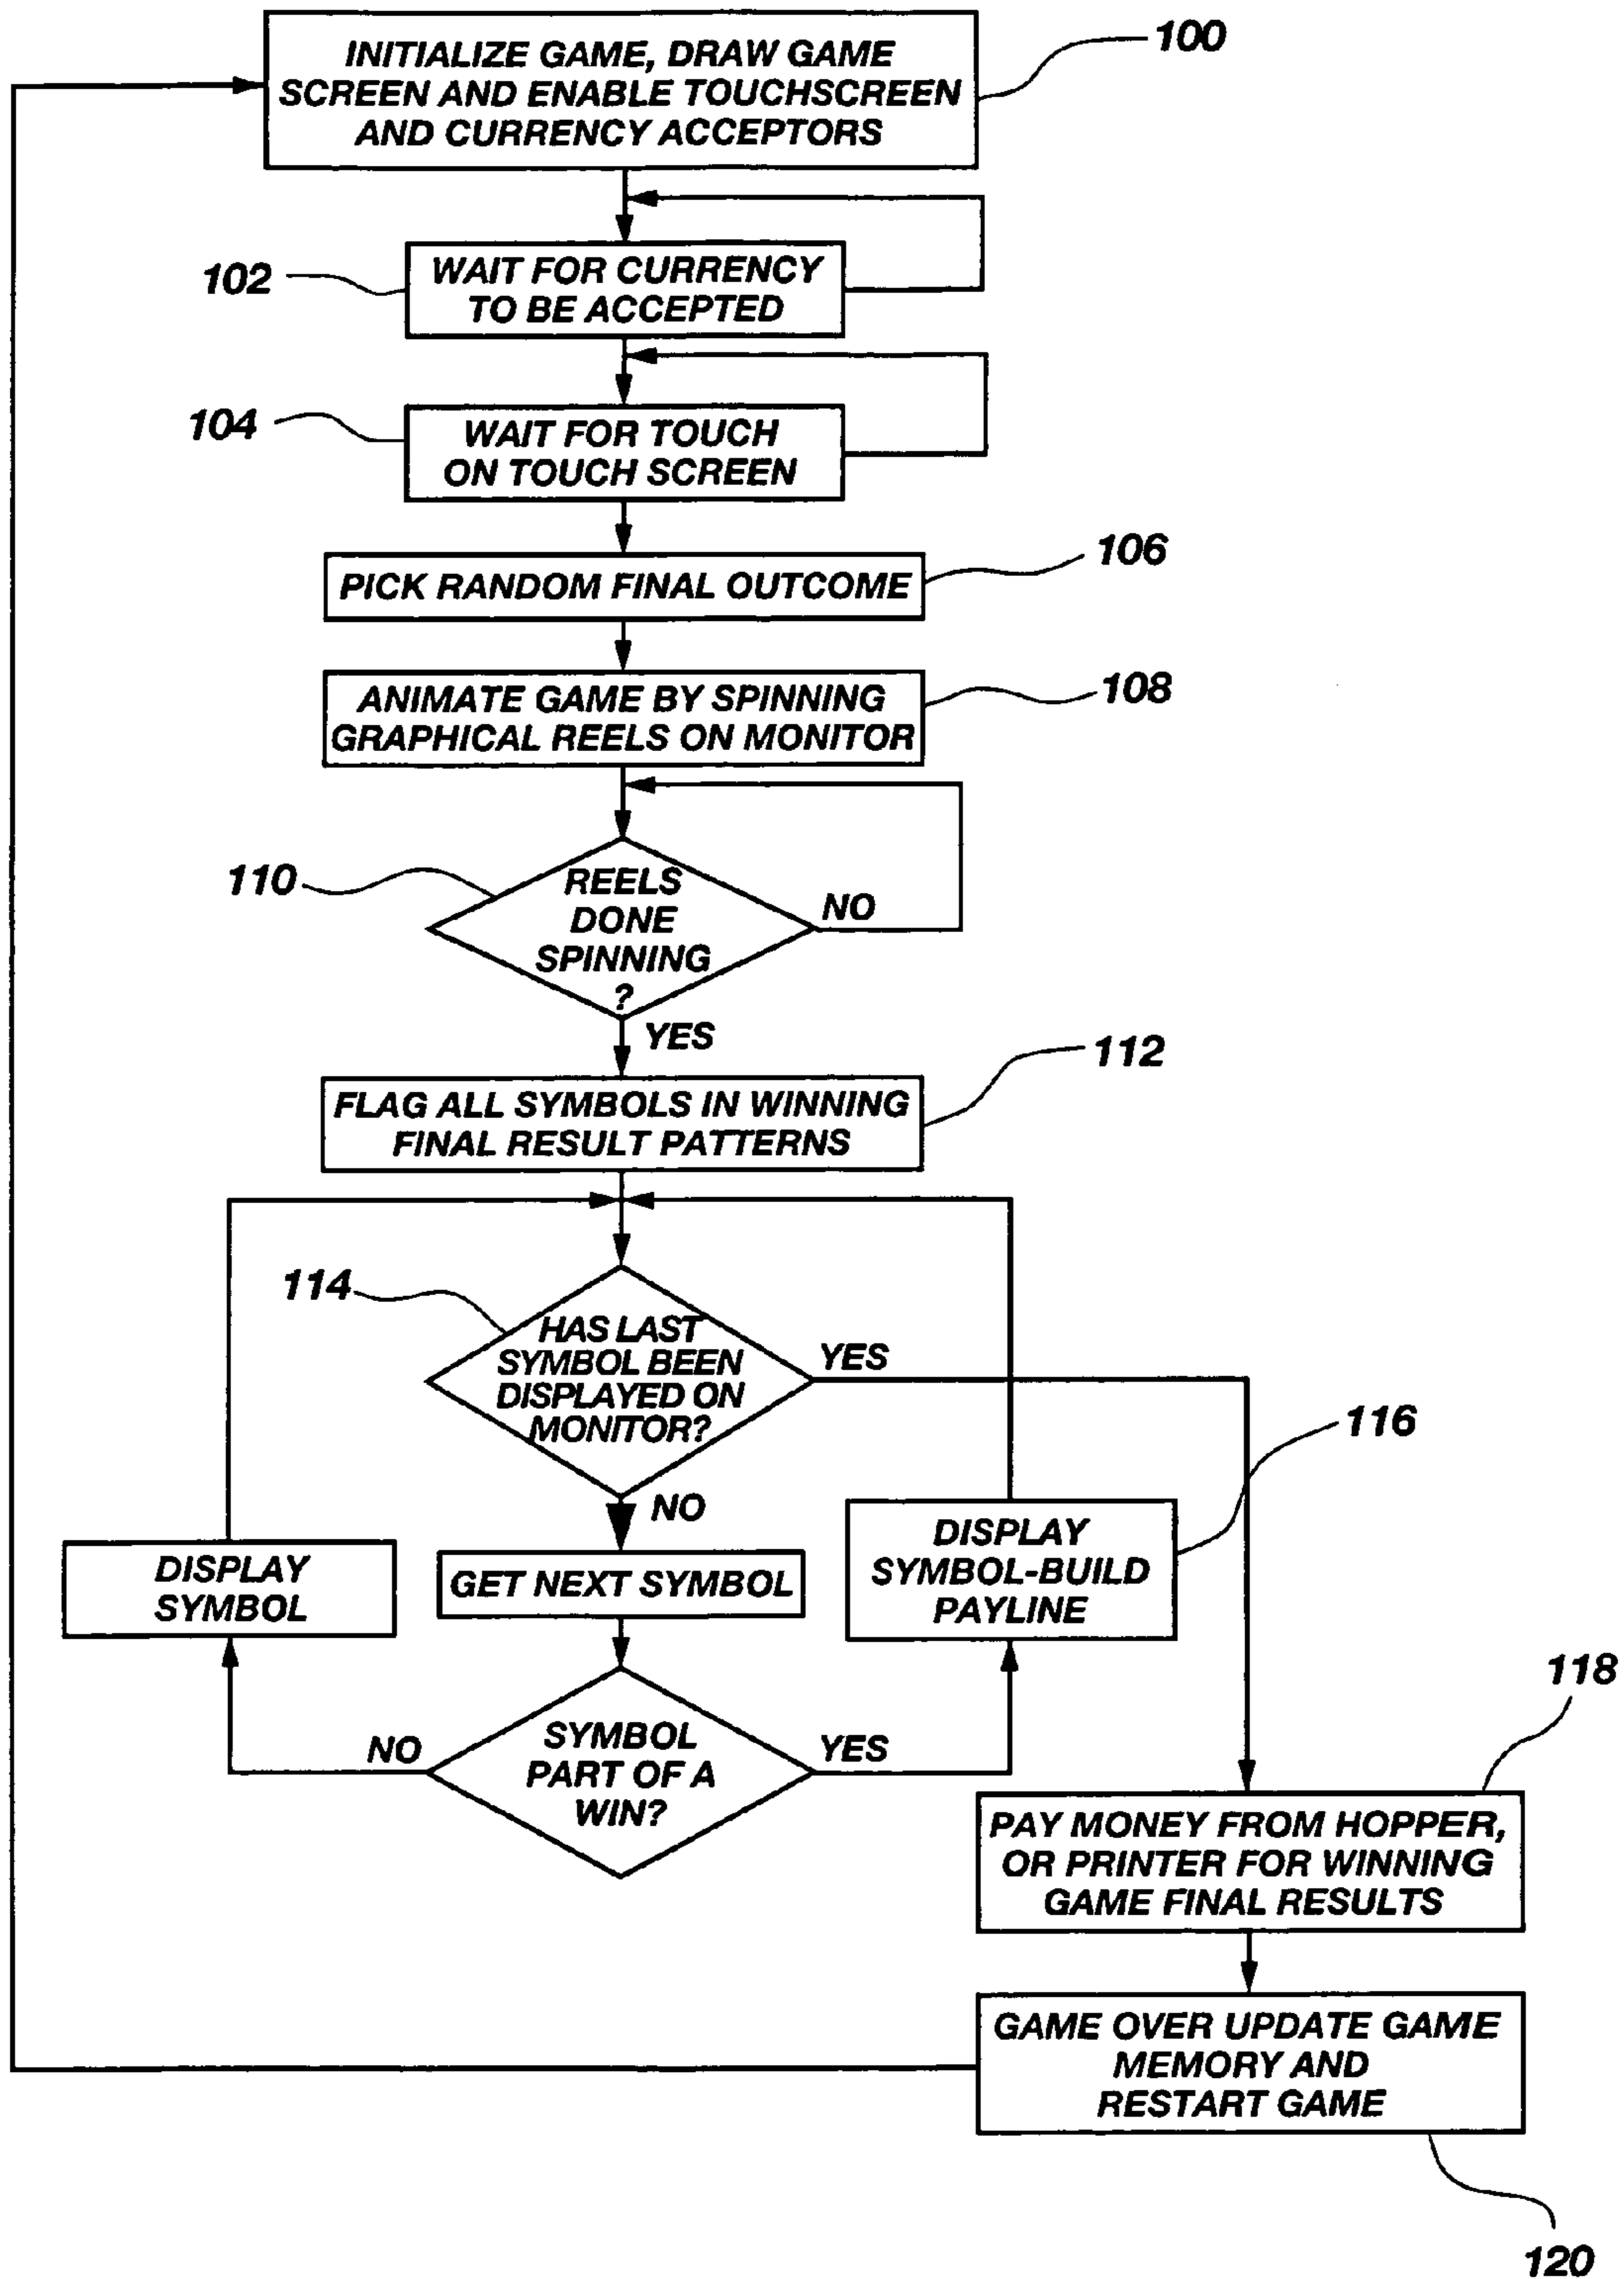 INITIALIZE GAME, DRAW GAME
SCREEN AND ENABLE TOUCHSCREEN
AND CURRENCY ACCEPTORS
100
102
WAIT FOR CURRENCY
TO BE ACCEPTED
104
WAIT FOR TOUCH
ON TOUCH SCREEN
106
PICK RANDOM FINAL OUTCOME
108
ANIMATE GAME BY SPINNING
GRAPHICAL REELS ON MONITOR
110
REELS
DONE
SPINNING
?
NO
YES
112
FLAG ALL SYMBOLS IN WINNING
FINAL RESULT PATTERNS
114
HAS LAST
SYMBOL BEEN
DISPLAYED ON
MONITOR?
YES
116
NO
DISPLAY
SYMBOL
GET NEXT SYMBOL
DISPLAY
SYMBOL-BUILD
PAYLINE
118
NO
SYMBOL
PART OF A
WIN?
YES
PAY MONEY FROM HOPPER,
OR PRINTER FOR WINNING
GAME FINAL RESULTS
GAME OVER UPDATE GAME
MEMORY AND
RESTART GAME
120